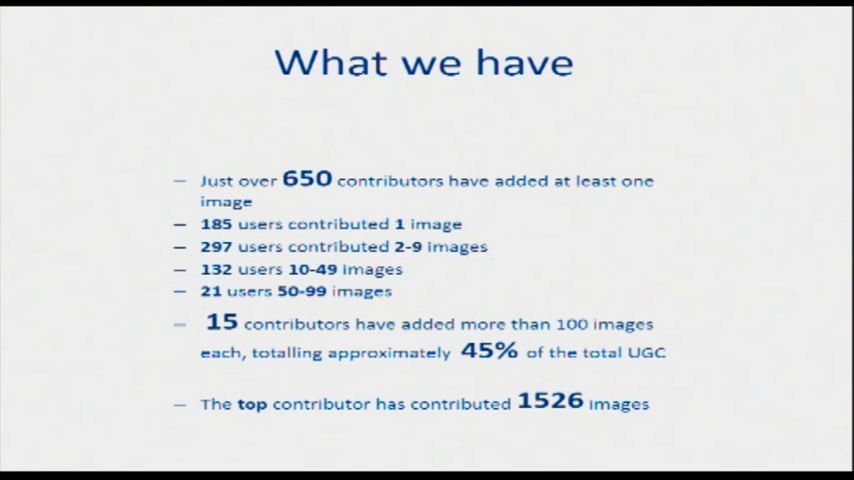 What we have
– Just over 650 contributors have added at least one
image
– 185 users contributed 1 image
– 297 users contributed 2-9 images
– 132 users 10-49 images
– 21 users 50-99 images
– 15 contributors have added more than 100 images
each, totalling approximately 45% of the total UGC
– The top contributor has contributed 1526 images